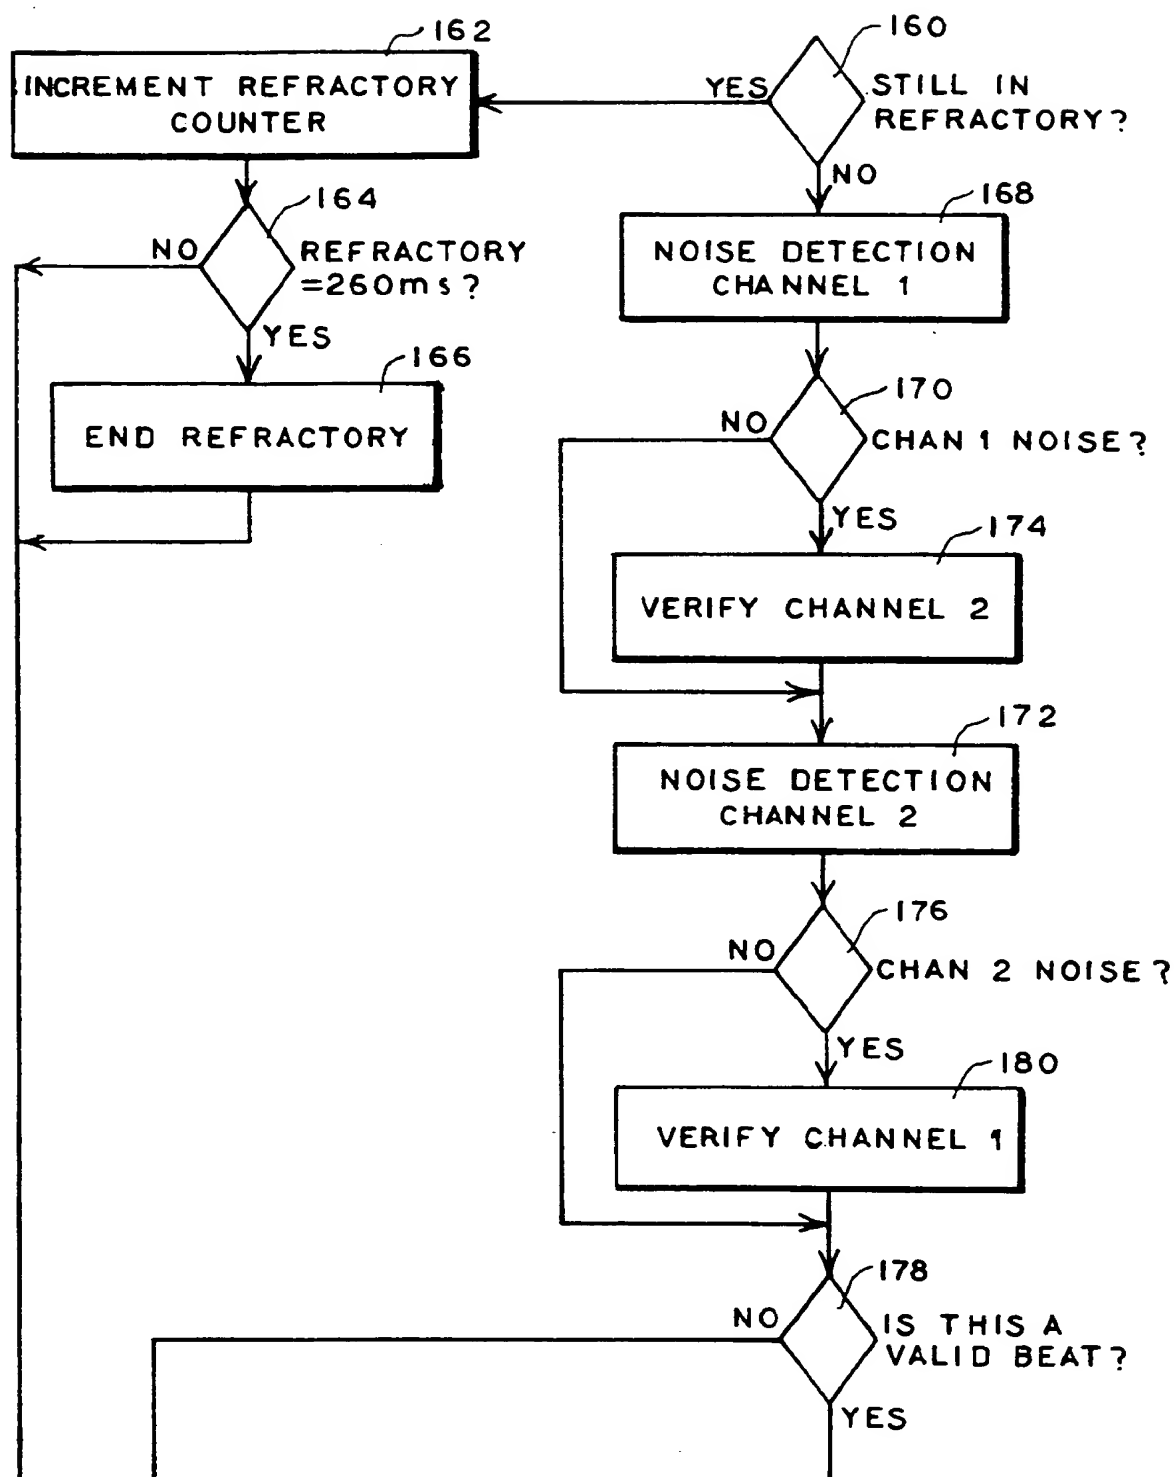 162
INCREMENT REFRACTORY
COUNTER
160
YES
STILL IN
REFRACTORY?
NO
164
NO
REFRACTORY
=260ms?
YES
166
END REFRACTORY
168
NOISE DETECTION
CHANNEL 1
170
NO
CHAN 1 NOISE?
YES
174
VERIFY CHANNEL 2
172
NOISE DETECTION
CHANNEL 2
176
NO
CHAN 2 NOISE?
YES
180
VERIFY CHANNEL 1
178
NO
IS THIS A
VALID BEAT?
YES